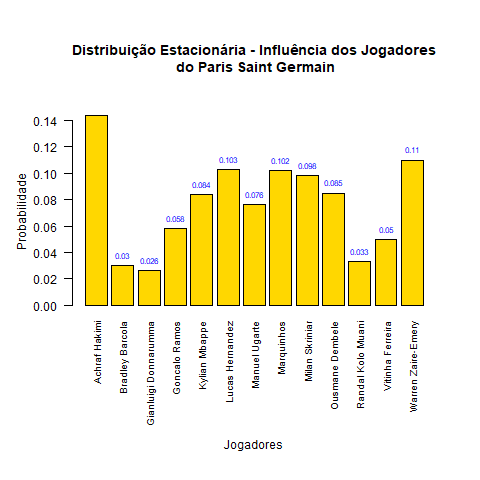 Distribuição Estacionária - Influência dos Jogadores
do Paris Saint Germain
Probabilidade
0.14
0.12
0.10
0.08
0.06
0.04
0.02
0.00
0.03
0.026
0.058
0.084
0.103
0.076
0.102
0.098
0.085
0.033
0.05
0.11
Achraf Hakimi
Bradley Barcola
Gianluigi Donnarumma
Goncalo Ramos
Kylian Mbappe
Lucas Hernandez
Manuel Ugarte
Marquinhos
Milan Skriniar
Ousmane Dembele
Randal Kolo Muani
Vitinha Ferreira
Warren Zaire-Emery
Jogadores